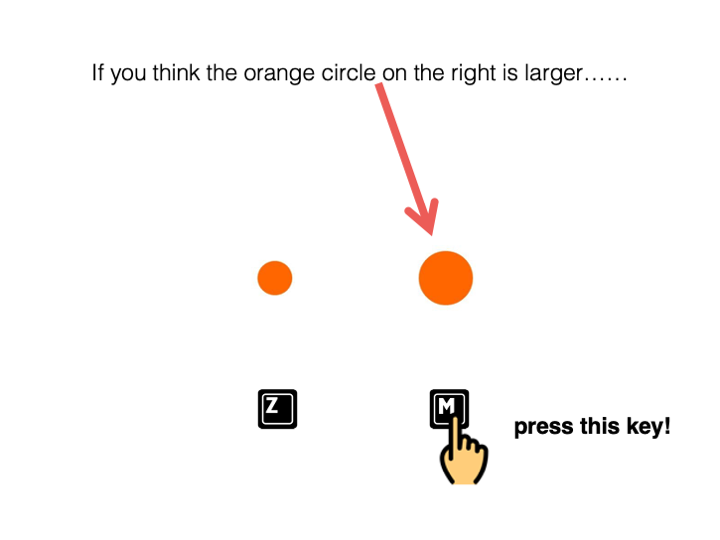 If you think the orange circle on the right is larger……
Z
M
press this key!